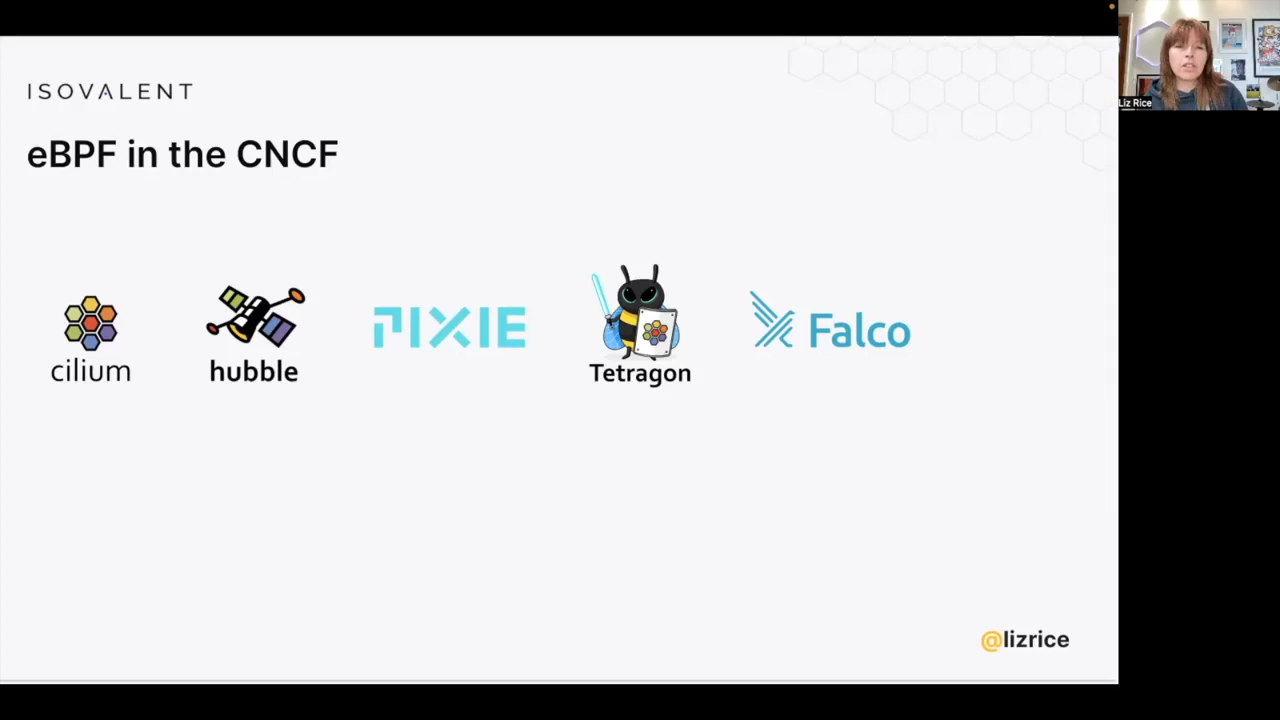 ISOVALENT
eBPF in the CNCF
cilium
hubble
PIXIE
Tetragon
Falco
@lizrice
Liz Rice